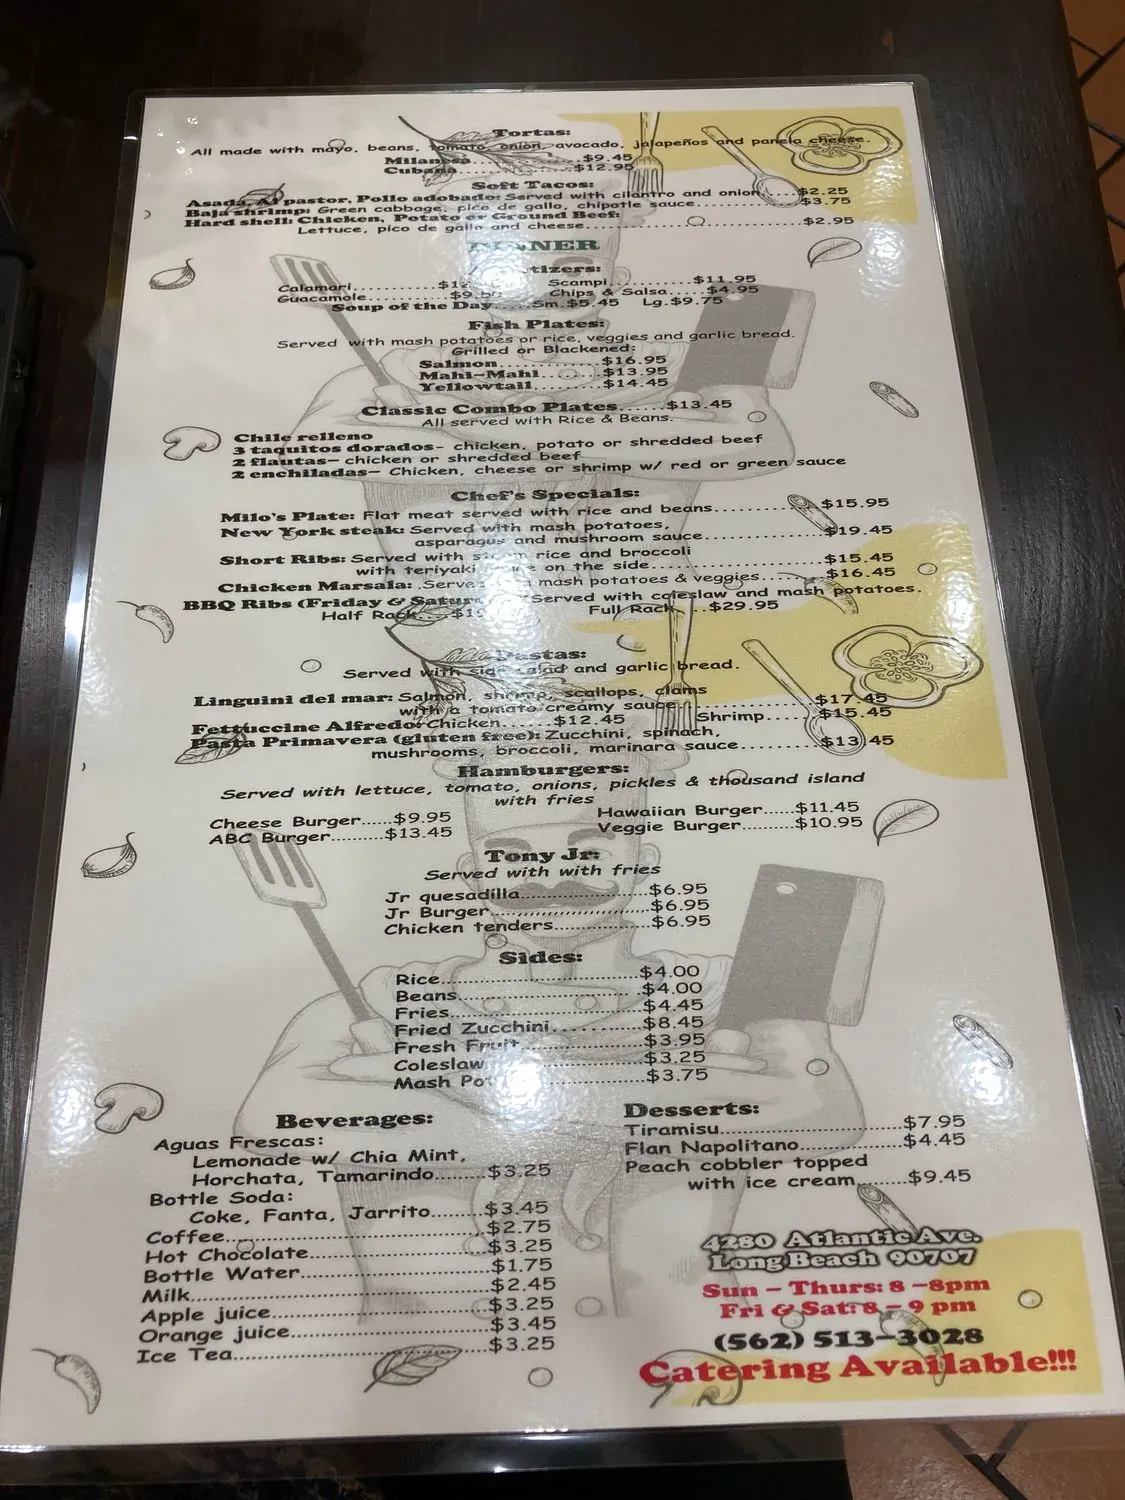 Tortas:
All made with mayo, beans, tomato, onion, avocado, jalapeños and panela cheese.
Milanesa..................$9.45
Cubana....................$12.95
Soft Tacos:
Asada, Al pastor, Pollo adobado: Served with cilantro and onion.....$2.25
Baja shrimp: Green cabbage, pico de gallo, chipotle sauce...............$3.75
Hard shell: Chicken, Potato or Ground Beef:
Lettuce, pico de gallo and cheese...............................$2.95
DINNER
Appetizers:
Calamari.............. Scampi...............$11.95
Guacamole............. Chips & Salsa.....$4.95
Soup of the Day......Sm.$5.45 Lg.$9.75
Fish Plates:
Served with mash potatoes or rice, veggies and garlic bread.
Grilled or Blackened:
Salmon..............$16.95
Mahi-Mahi.........$13.95
Yellowtail..........$14.45
Classic Combo Plates......$13.45
All served with Rice & Beans.
Chile relleno
3 taquitos dorados- chicken, potato or shredded beef
2 flautas- chicken or shredded beef
2 enchiladas- Chicken, cheese or shrimp w/ red or green sauce
Chef's Specials:
Milo's Plate: Flat meat served with rice and beans...............$15.95
New York steak: Served with mash potatoes,
asparagus and mushroom sauce.................$19.45
Short Ribs: Served with rice and broccoli
with teriyaki on the side.......................$15.45
Chicken Marsala: .Served mash potatoes & veggies.........$16.45
BBQ Ribs (Friday & Served with coleslaw and mash potatoes.
Half Rack.... Full Rack....$29.95
Pastas:
Served with side salad and garlic bread.
Linguini del mar: Salmon, shrimp, scallops, clams
with a tomato creamy sauce.................$17.45
Fettuccine Alfredo: Chicken.......$12.45 Shrimp......$15.45
Pasta Primavera (gluten free): Zucchini, spinach,
mushrooms, broccoli, marinara sauce..........$13.45
Hamburgers:
Served with lettuce, tomato, onions, pickles & thousand island
with fries
Cheese Burger.....$9.95 Hawaiian Burger.....$11.45
ABC Burger........$13.45 Veggie Burger.........$10.95
Tony Jr:
Served with with fries
Jr quesadilla.......................$6.95
Jr Burger............................$6.95
Chicken tenders..................$6.95
Sides:
Rice...................................$4.00
Beans................................$4.00
Fries..................................$4.45
Fried Zucchini...................$8.45
Fresh Fruit........................$3.95
Coleslaw...........................$3.25
Mash ..................$3.75
Beverages:
Aguas Frescas:
Lemonade w/ Chia Mint,
Horchata, Tamarindo.........$3.25
Bottle Soda:
Coke, Fanta, Jarrito.........$3.45
Coffee..............................$2.75
Hot Chocolate...................$3.25
Bottle Water.....................$1.75
Milk..................................$2.45
Apple juice........................$3.25
Orange juice.....................$3.45
Ice Tea.............................$3.25
Desserts:
Tiramisu..........................$7.95
Flan Napolitano...............$4.45
Peach cobbler topped
with ice cream........$9.45
4280 Atlantic Ave.
Long Beach 90707
Sun - Thurs: 8 -8pm
Fri & Sat: 8 - 9 pm
(562) 513-3028
Catering Available!!!